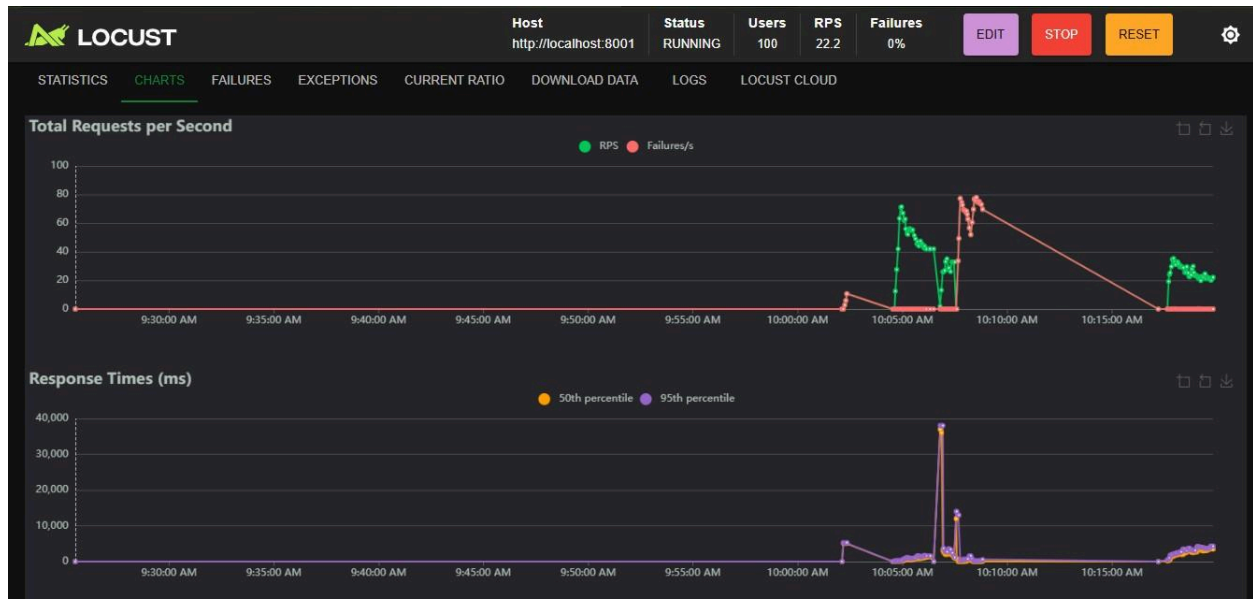 LOCUST
Host Status Users RPS Failures
http://localhost:8001 RUNNING 100 22.2 0%
EDIT STOP RESET
STATISTICS CHARTS FAILURES EXCEPTIONS CURRENT RATIO DOWNLOAD DATA LOGS LOCUST CLOUD
Total Requests per Second
RPS Failures/s
100
80
60
40
20
0
9:30:00 AM 9:35:00 AM 9:40:00 AM 9:45:00 AM 9:50:00 AM 9:55:00 AM 10:00:00 AM 10:05:00 AM 10:10:00 AM 10:15:00 AM
Response Times (ms)
50th percentile 95th percentile
40,000
30,000
20,000
10,000
0
9:30:00 AM 9:35:00 AM 9:40:00 AM 9:45:00 AM 9:50:00 AM 9:55:00 AM 10:00:00 AM 10:05:00 AM 10:10:00 AM 10:15:00 AM